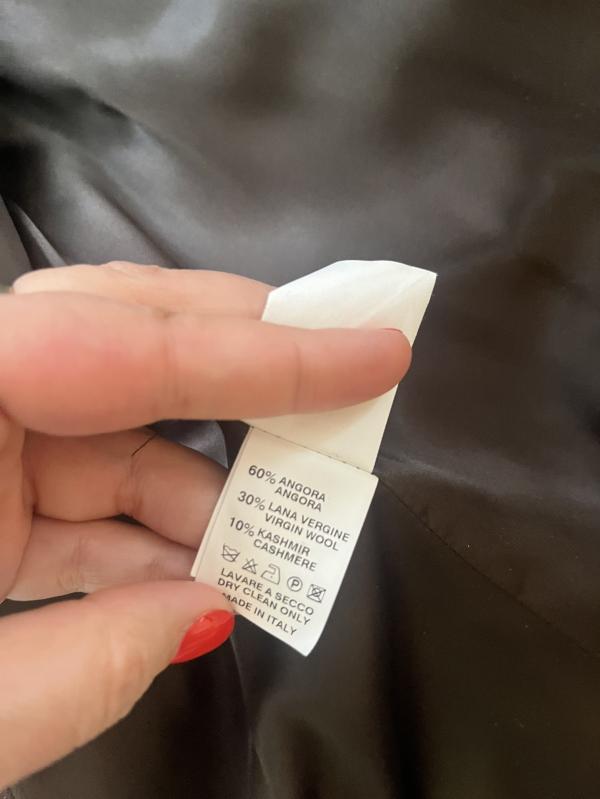 60% ANGORA
ANGORA
30% LANA VERGINE
VIRGIN WOOL
10% KASHMIR
CASHMERE
P
LAVARE A SECCO
DRY CLEAN ONLY
MADE IN ITALY